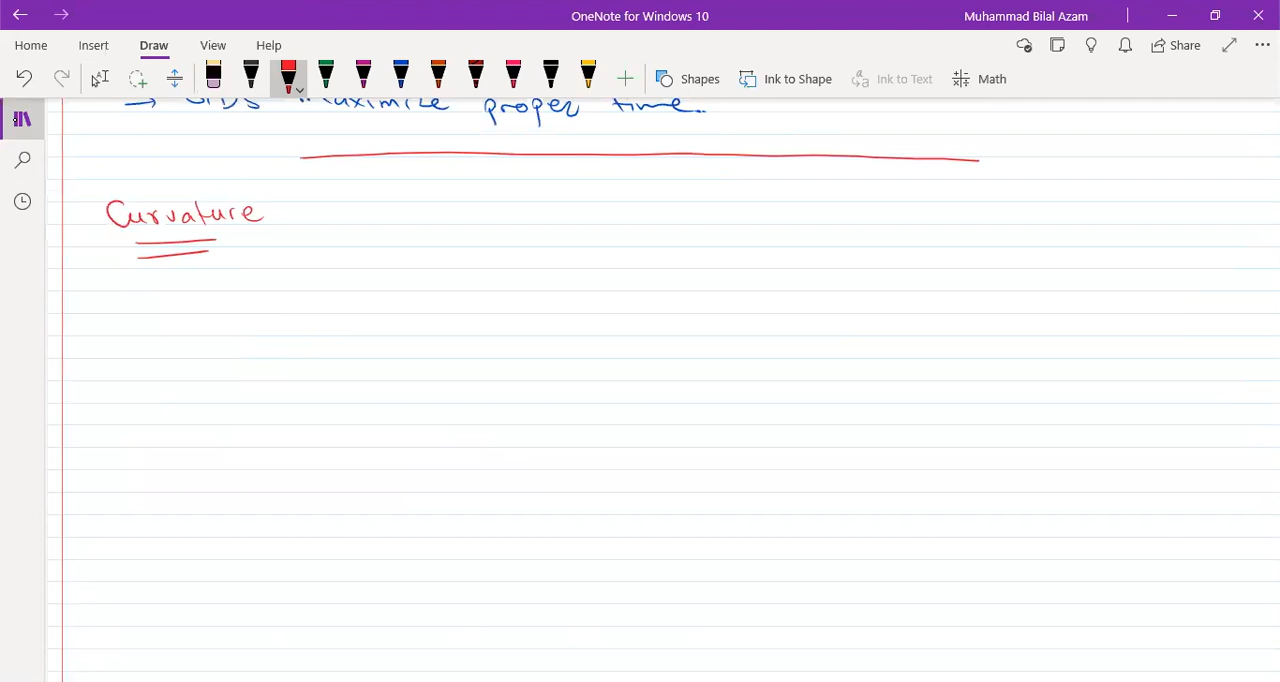 OneNote for Windows 10
Muhammad Bilal Azam
Home Insert Draw View Help
Share
Shapes Ink to Shape Ink to Text Math
→ maximize proper time.
Curvature